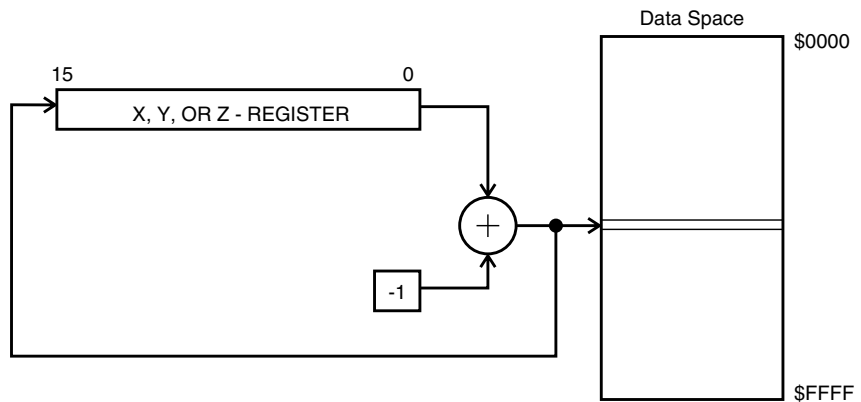 Data Space
$0000
15 0
X, Y, OR Z - REGISTER
+
-1
$FFFF